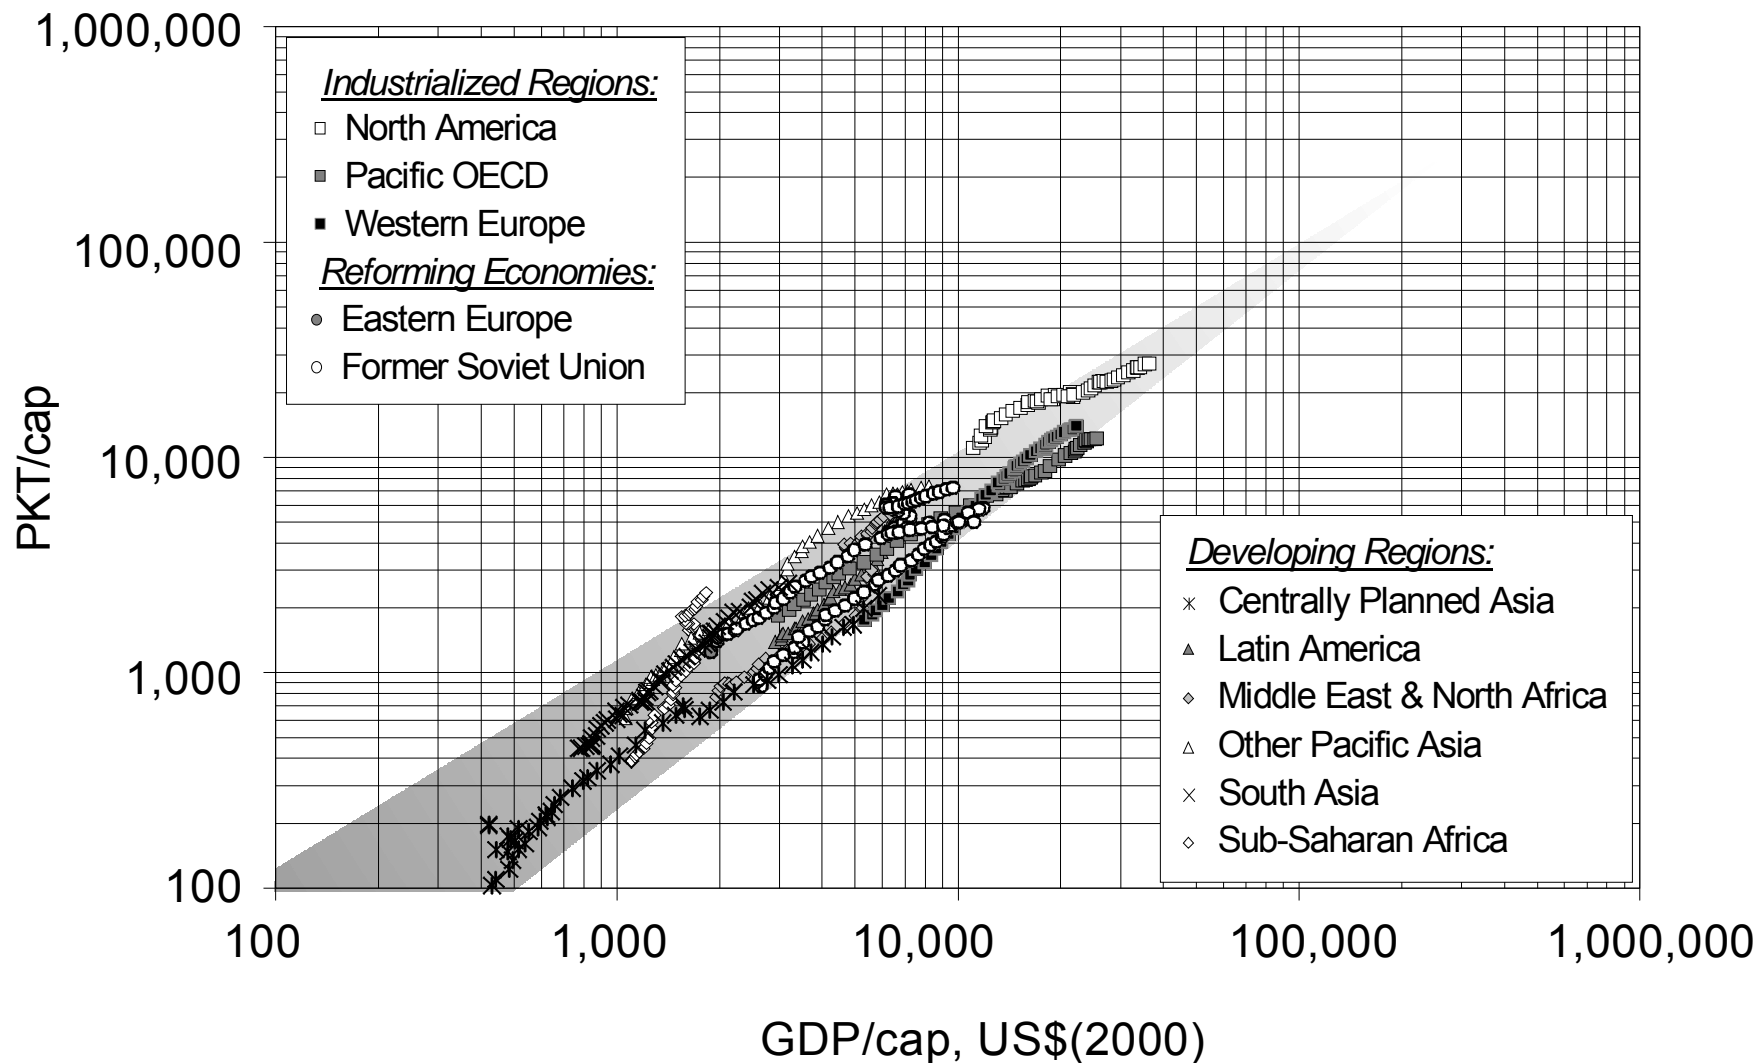 1,000,000
100,000
10,000
1,000
100
PKT/cap
Industrialized Regions:
North America
Pacific OECD
Western Europe
Reforming Economies:
Eastern Europe
Former Soviet Union
Developing Regions:
Centrally Planned Asia
Latin America
Middle East & North Africa
Other Pacific Asia
South Asia
Sub-Saharan Africa
100
1,000
10,000
100,000
1,000,000
GDP/cap, US$(2000)